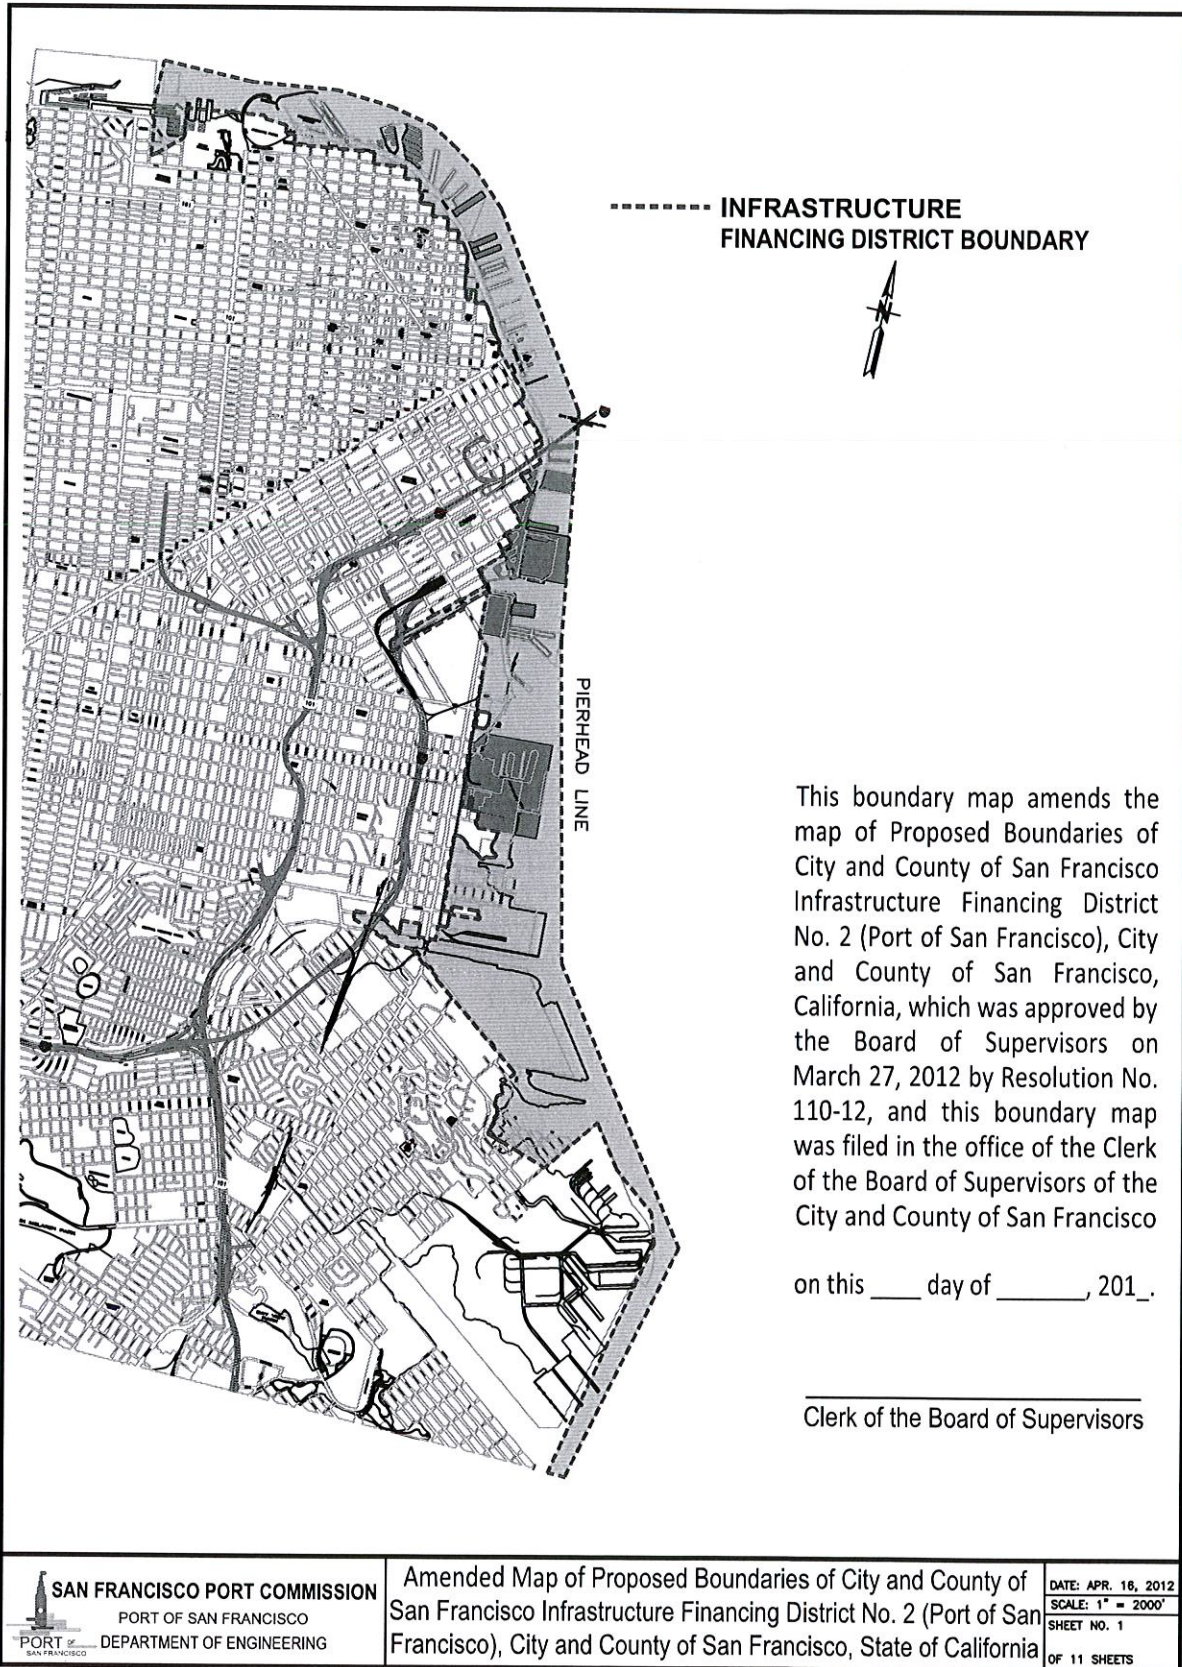 INFRASTRUCTURE
FINANCING DISTRICT BOUNDARY
N
101
101
101
101
PIERHEAD LINE
This boundary map amends the
map of Proposed Boundaries of
City and County of San Francisco
Infrastructure Financing District
No. 2 (Port of San Francisco), City
and County of San Francisco,
California, which was approved by
the Board of Supervisors on
March 27, 2012 by Resolution No.
110-12, and this boundary map
was filed in the office of the Clerk
of the Board of Supervisors of the
City and County of San Francisco
on this ____ day of _______, 201_.
Clerk of the Board of Supervisors
SAN FRANCISCO PORT COMMISSION
PORT OF SAN FRANCISCO
DEPARTMENT OF ENGINEERING
PORT OF
SAN FRANCISCO
Amended Map of Proposed Boundaries of City and County of
San Francisco Infrastructure Financing District No. 2 (Port of San
Francisco), City and County of San Francisco, State of California
DATE: APR. 16, 2012
SCALE: 1" = 2000'
SHEET NO. 1
OF 11 SHEETS